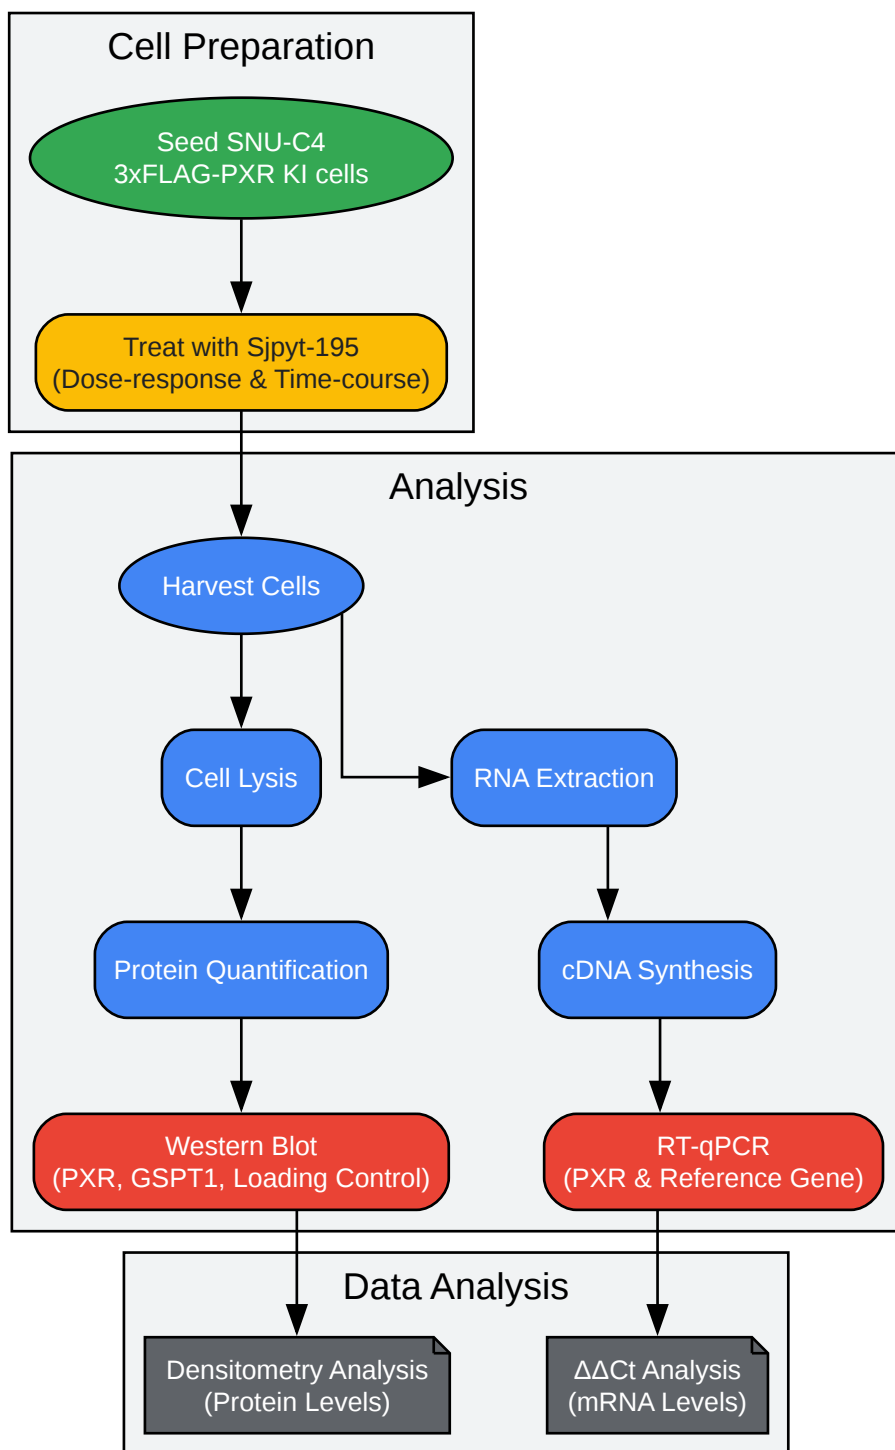 Cell Preparation
Seed SNU-C4
3xFLAG-PXR KI cells
Treat with Sjpyt-195
(Dose-response & Time-course)
Analysis
Harvest Cells
Cell Lysis
RNA Extraction
Protein Quantification
cDNA Synthesis
Western Blot
(PXR, GSPT1, Loading Control)
RT-qPCR
(PXR & Reference Gene)
Data Analysis
Densitometry Analysis
(Protein Levels)
ΔΔCt Analysis
(mRNA Levels)